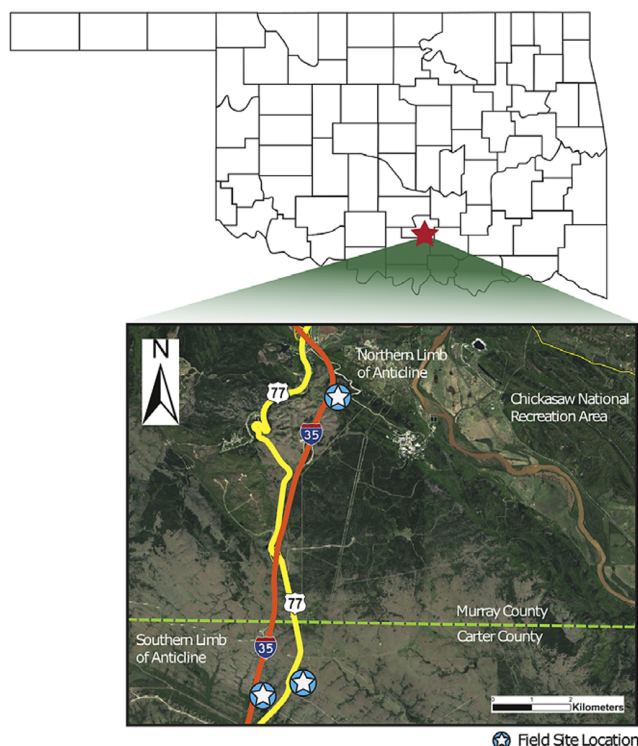 N
Northern Limb
of Anticline
77
Chickasaw National
Recreation Area
35
77
Murray County
Carter County
Southern Limb
of Anticline
35
0 1 2
Kilometers
Field Site Location